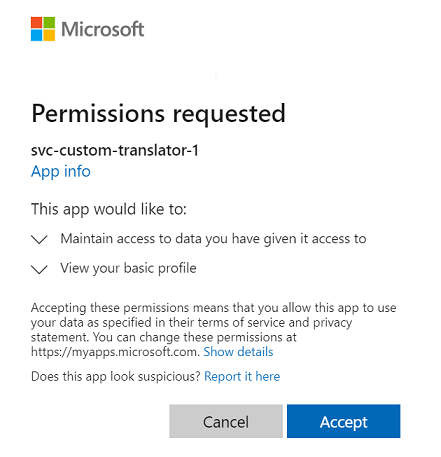 Microsoft
Permissions requested
svc-custom-translator-1
App info
This app would like to:
Maintain access to data you have given it access to
View your basic profile
Accepting these permissions means that you allow this app to use
your data as specified in their terms of service and privacy
statement. You can change these permissions at
https://myapps.microsoft.com. Show details
Does this app look suspicious? Report it here
Cancel Accept